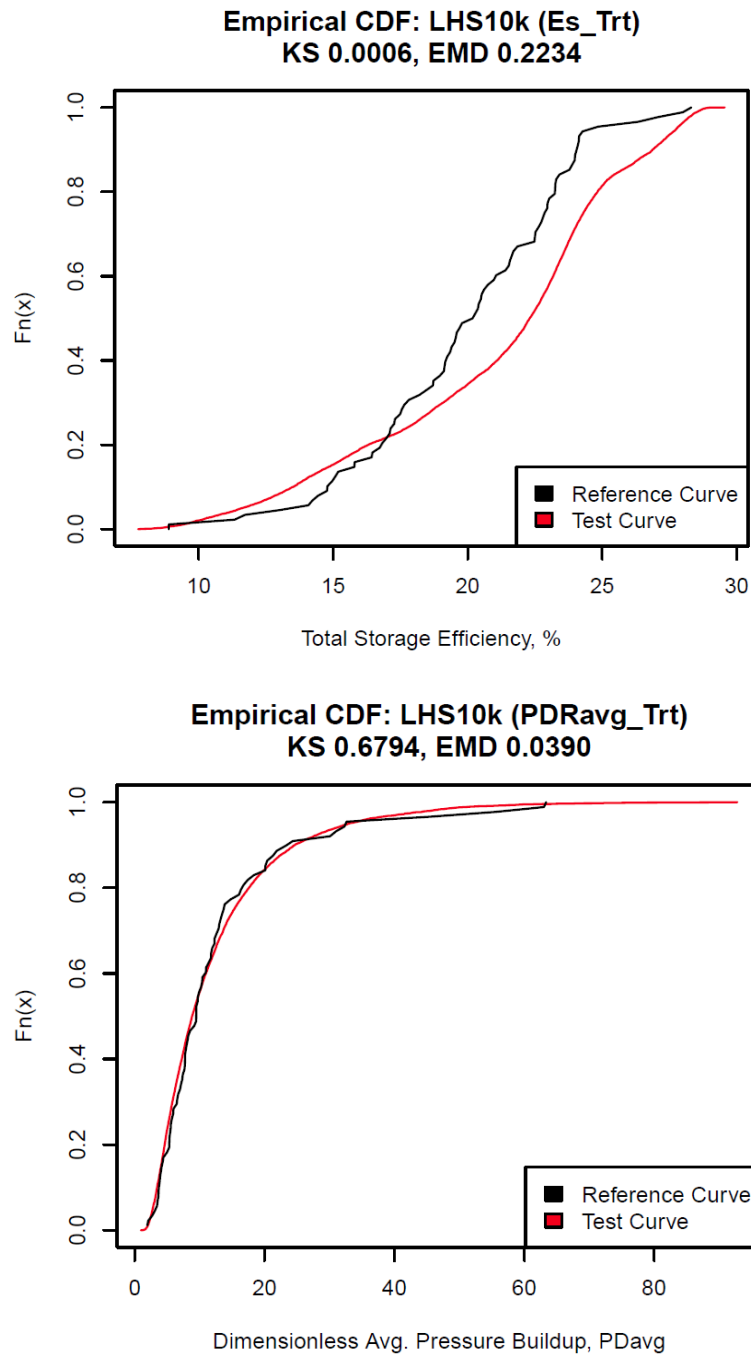 Empirical CDF: LHS10k (Es_Trt)
KS 0.0006, EMD 0.2234
Fn(x)
1.0
0.8
0.6
0.4
0.2
0.0
Reference Curve
Test Curve
10 15 20 25 30
Total Storage Efficiency, %
Empirical CDF: LHS10k (PDRavg_Trt)
KS 0.6794, EMD 0.0390
Fn(x)
1.0
0.8
0.6
0.4
0.2
0.0
Reference Curve
Test Curve
0 20 40 60 80
Dimensionless Avg. Pressure Buildup, PDavg